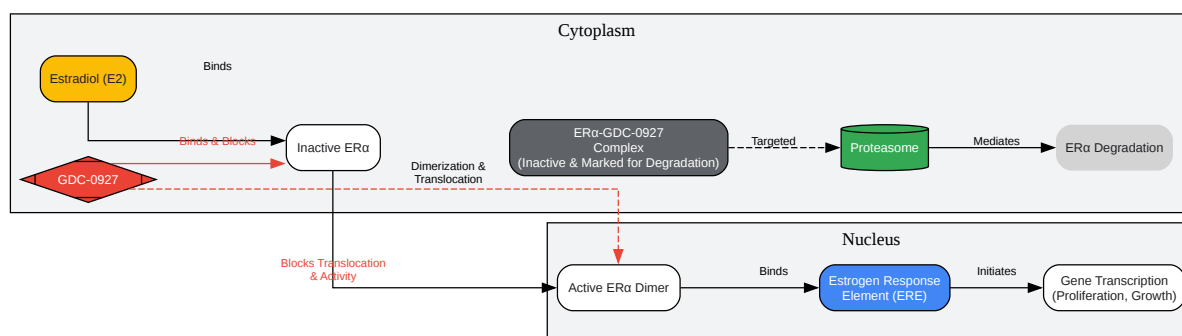 Cytoplasm
Estradiol (E2)
Binds
Binds & Blocks
Inactive ERα
GDC-0927
Dimerization &
Translocation
ERα-GDC-0927
Complex
(Inactive & Marked for Degradation)
Targeted
Proteasome
Mediates
ERα Degradation
Nucleus
Blocks Translocation
& Activity
Active ERα Dimer
Binds
Estrogen Response
Element (ERE)
Initiates
Gene Transcription
(Proliferation, Growth)